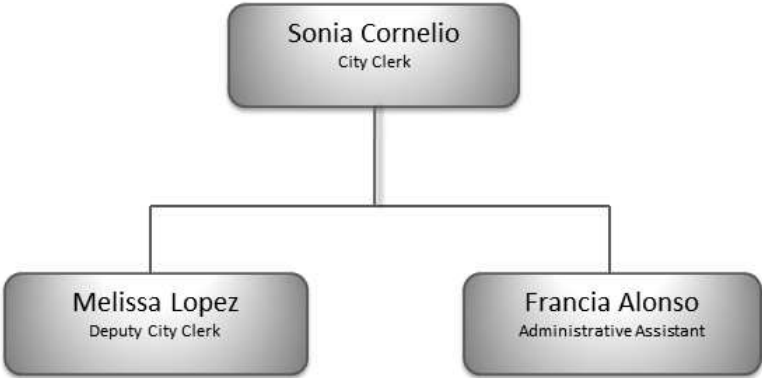 Sonia Cornelio
City Clerk
Melissa Lopez
Deputy City Clerk
Francia Alonso
Administrative Assistant